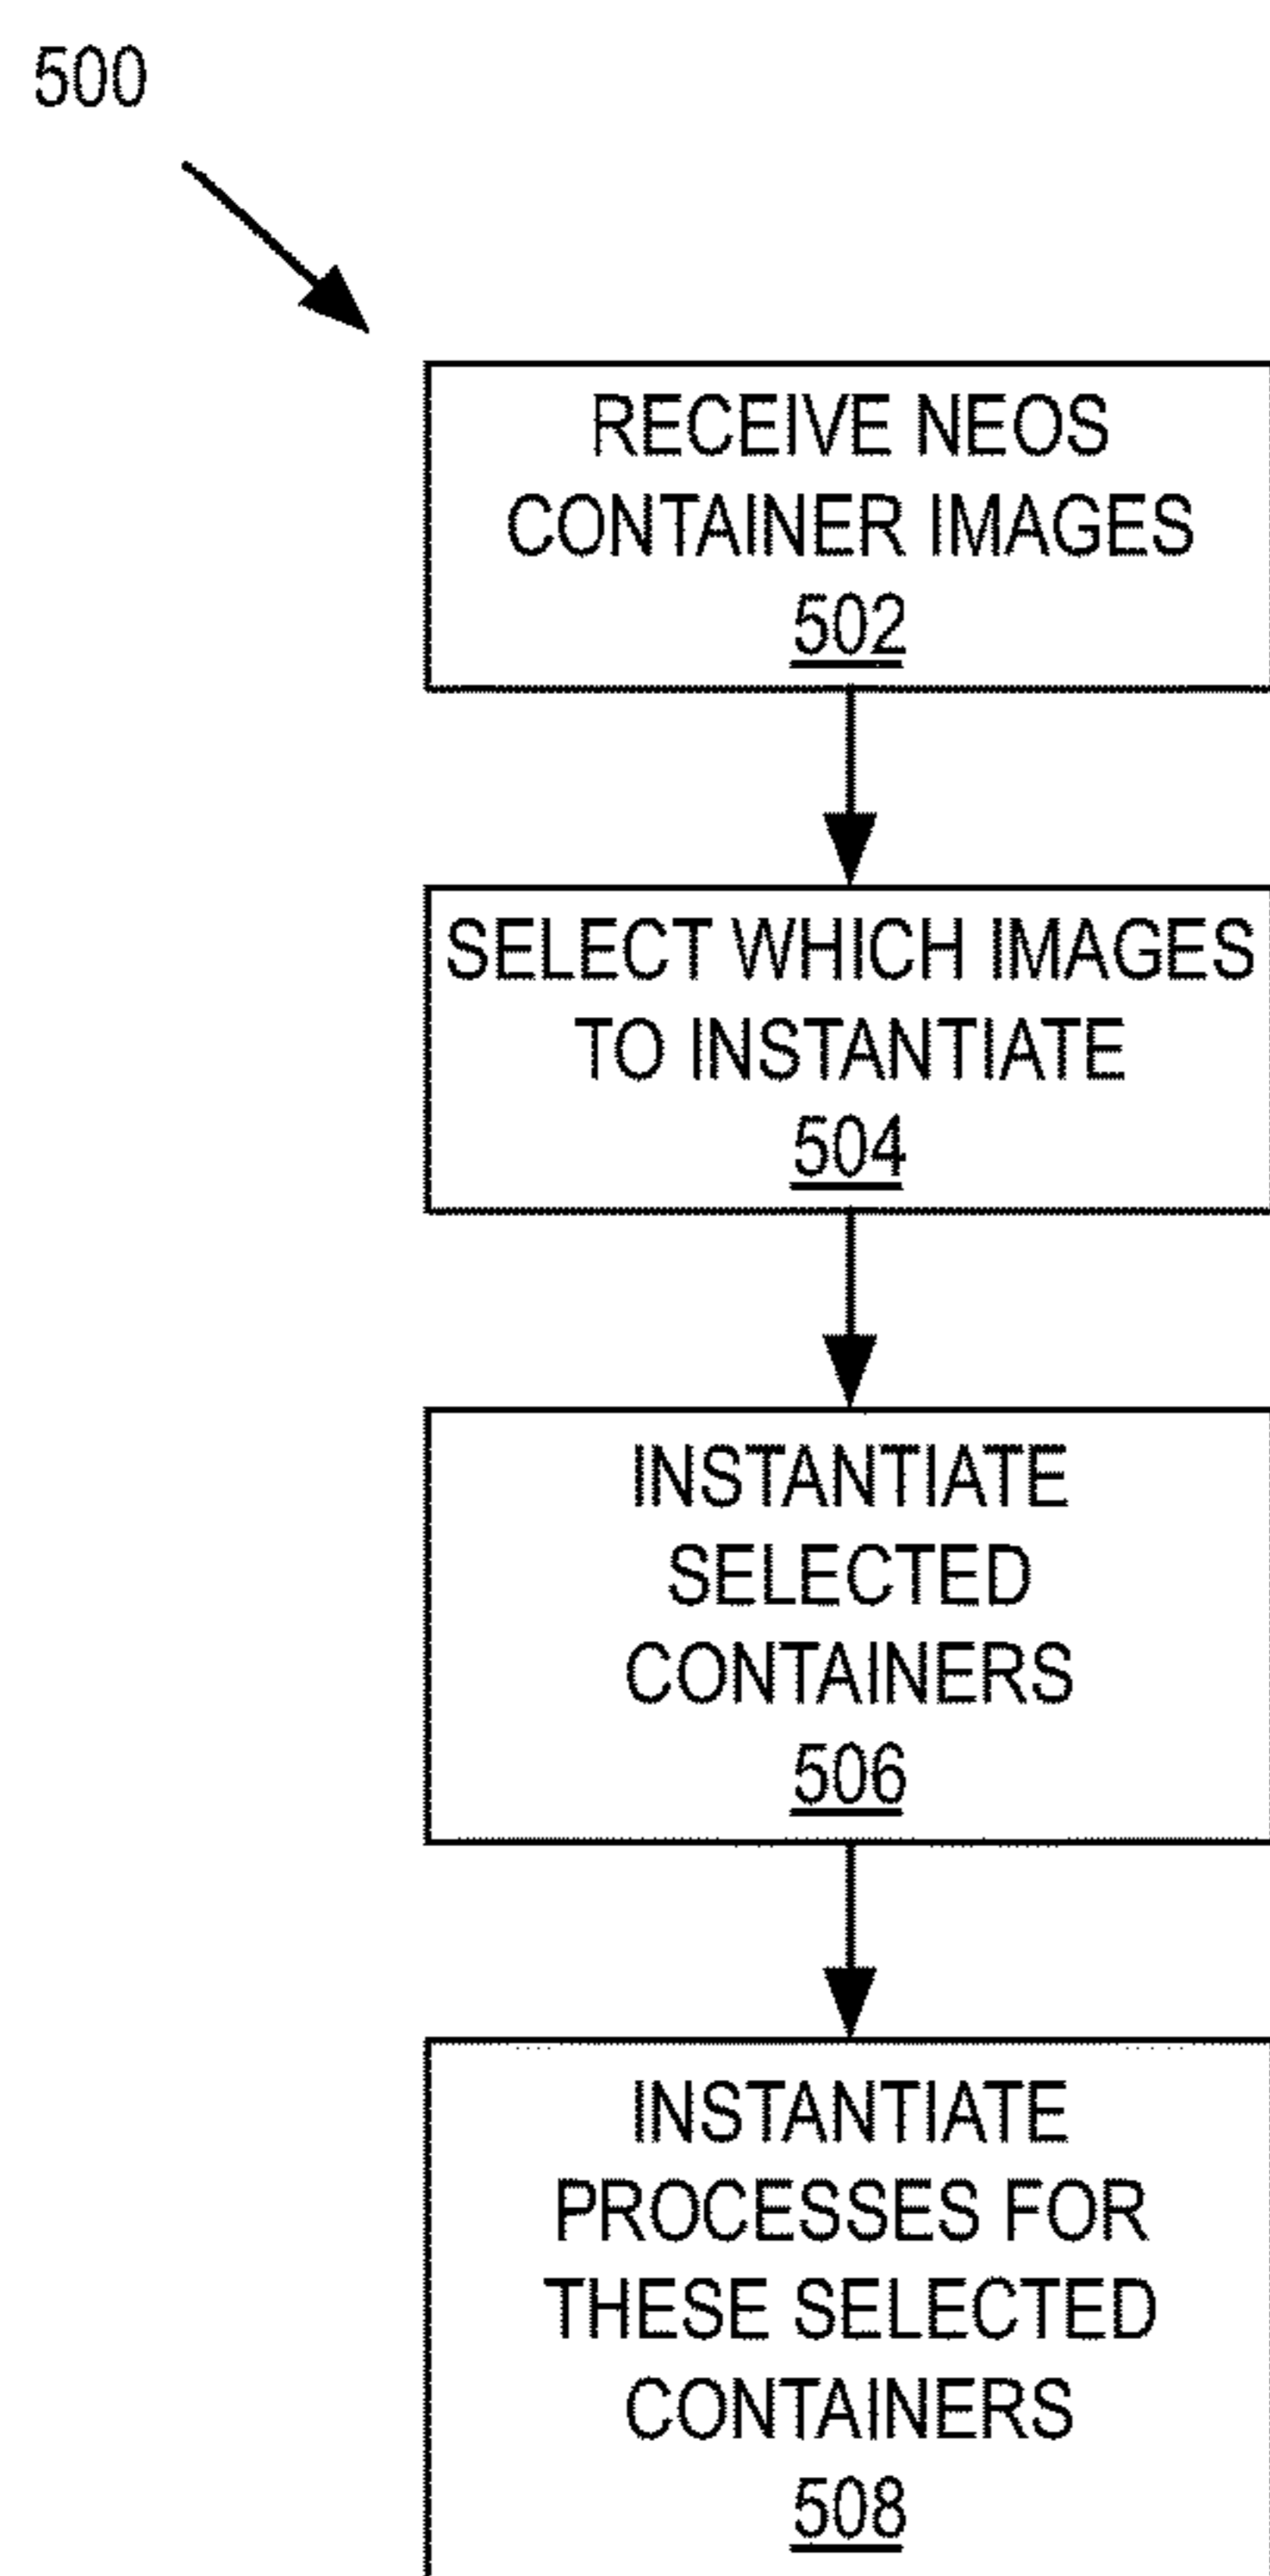 500
RECEIVE NEOS
CONTAINER IMAGES
502
SELECT WHICH IMAGES
TO INSTANTIATE
504
INSTANTIATE
SELECTED
CONTAINERS
506
INSTANTIATE
PROCESSES FOR
THESE SELECTED
CONTAINERS
508